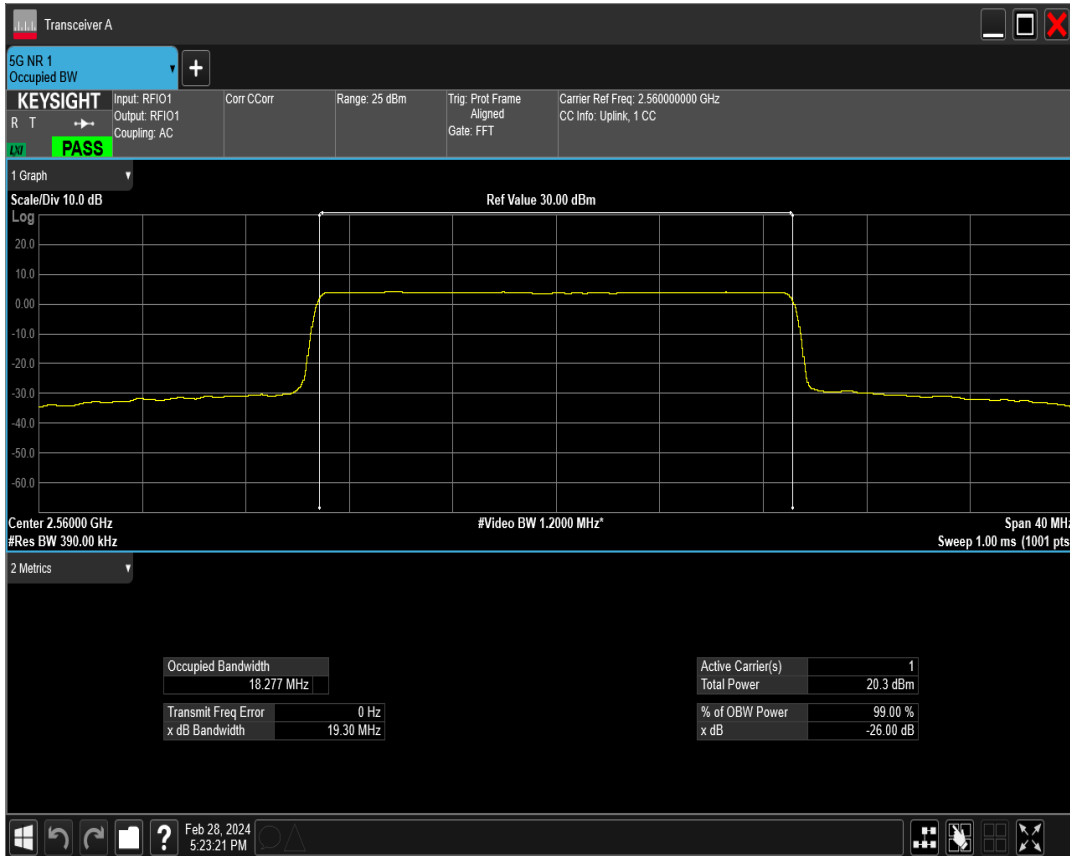 Transceiver A
5G NR 1
Occupied BW
KEYSIGHT
R T
LXI
PASS
Input: RFIO1
Output: RFIO1
Coupling: AC
Corr CCorr
Range: 25 dBm
Trig: Prot Frame
Aligned
Gate: FFT
Carrier Ref Freq: 2.560000000 GHz
CC Info: Uplink, 1 CC
1 Graph
Scale/Div 10.0 dB
Ref Value 30.00 dBm
Log
20.0
10.0
0.00
-10.0
-20.0
-30.0
-40.0
-50.0
-60.0
Center 2.56000 GHz
#Video BW 1.2000 MHz*
Span 40 MHz
#Res BW 390.00 kHz
Sweep 1.00 ms (1001 pts
2 Metrics
Occupied Bandwidth
18.277 MHz
Transmit Freq Error 0 Hz
x dB Bandwidth 19.30 MHz
Active Carrier(s) 1
Total Power 20.3 dBm
% of OBW Power 99.00 %
x dB -26.00 dB
?
Feb 28, 2024
5:23:21 PM